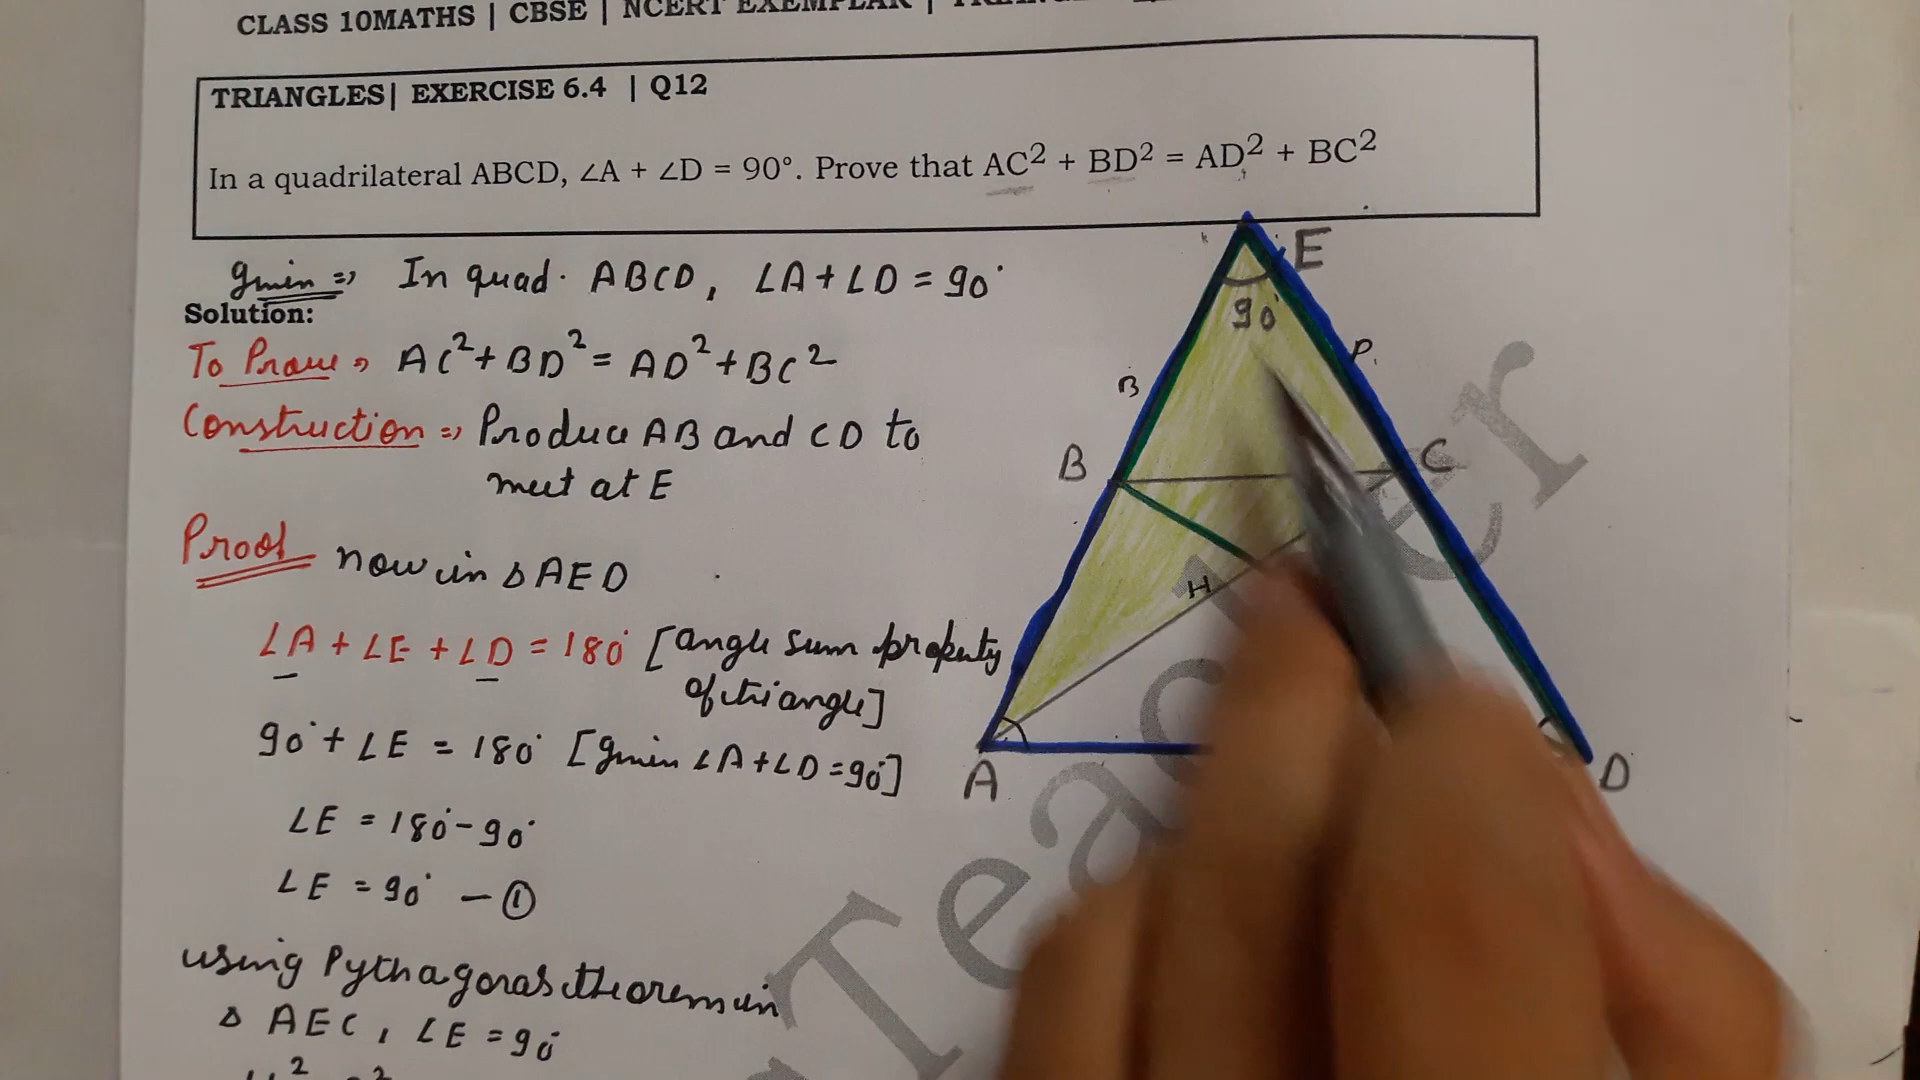 CLASS 10MATHS | CBSE | NCERT EXEMPLAR |
TRIANGLES| EXERCISE 6.4 | Q12
In a quadrilateral ABCD, ∠A + ∠D = 90°. Prove that AC² + BD² = AD² + BC²
In quad. ABCD, ∠A + ∠D = 90°
Solution:
To Prove ⇒ AC² + BD² = AD² + BC²
Construction ⇒ Produce AB and CD to
meet at E
Proof now in Δ AED
∠A + ∠E + ∠D = 180° [angle sum property
of triangle]
90° + ∠E = 180° [given ∠A + ∠D = 90°]
∠E = 180° - 90°
∠E = 90° — ①
using Pythagoras theorem in
Δ AEC, ∠E = 90°
E
90°
P
B
B
C
H
A
D
Teacher